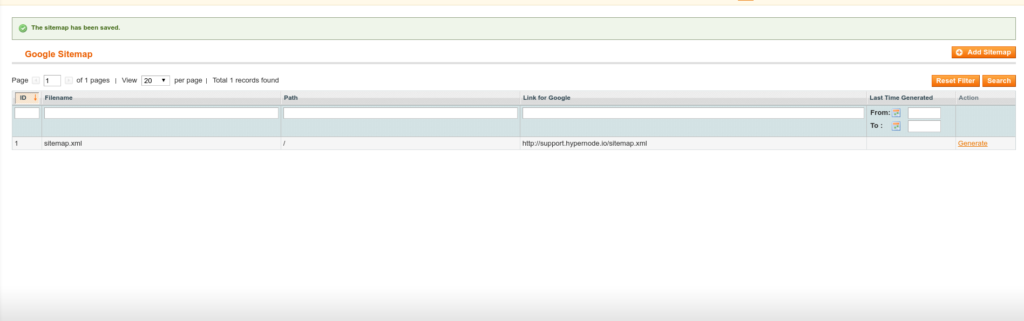 The sitemap has been saved.
Google Sitemap
Add Sitemap
Page 1 of 1 pages | View 20 per page | Total 1 records found
Reset Filter Search
ID Filename Path Link for Google Last Time Generated Action
From:
To :
1 sitemap.xml / http://support.hypernode.io/sitemap.xml Generate